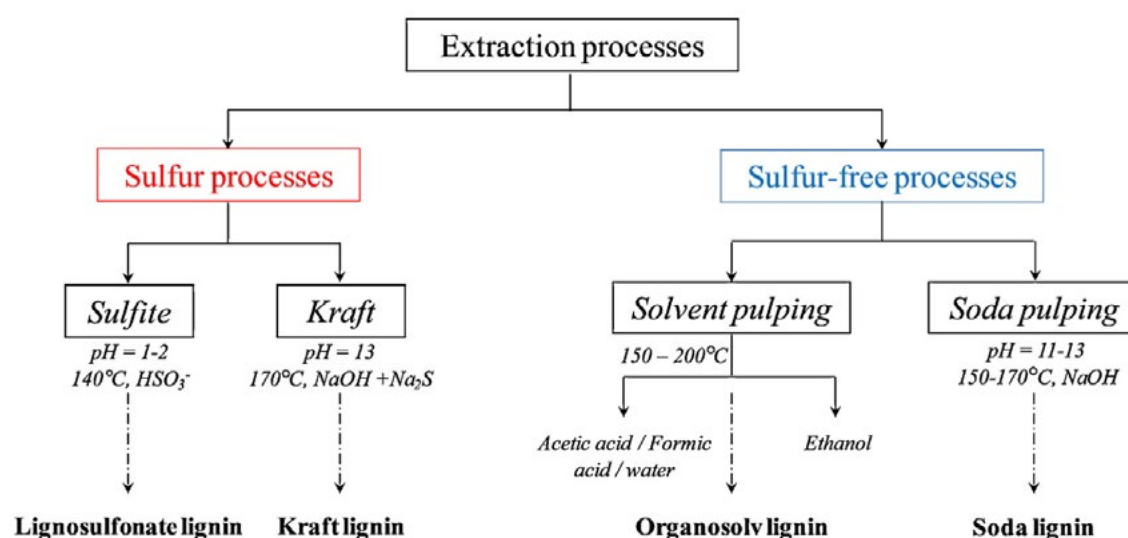 Extraction processes
Sulfur processes
Sulfur-free processes
Sulfite
Kraft
Solvent pulping
Soda pulping
pH = 1-2
140°C, HSO₃⁻
pH = 13
170°C, NaOH +Na₂S
150 – 200°C
pH = 11-13
150-170°C, NaOH
Acetic acid / Formic
acid / water
Ethanol
Lignosulfonate lignin
Kraft lignin
Organosolv lignin
Soda lignin